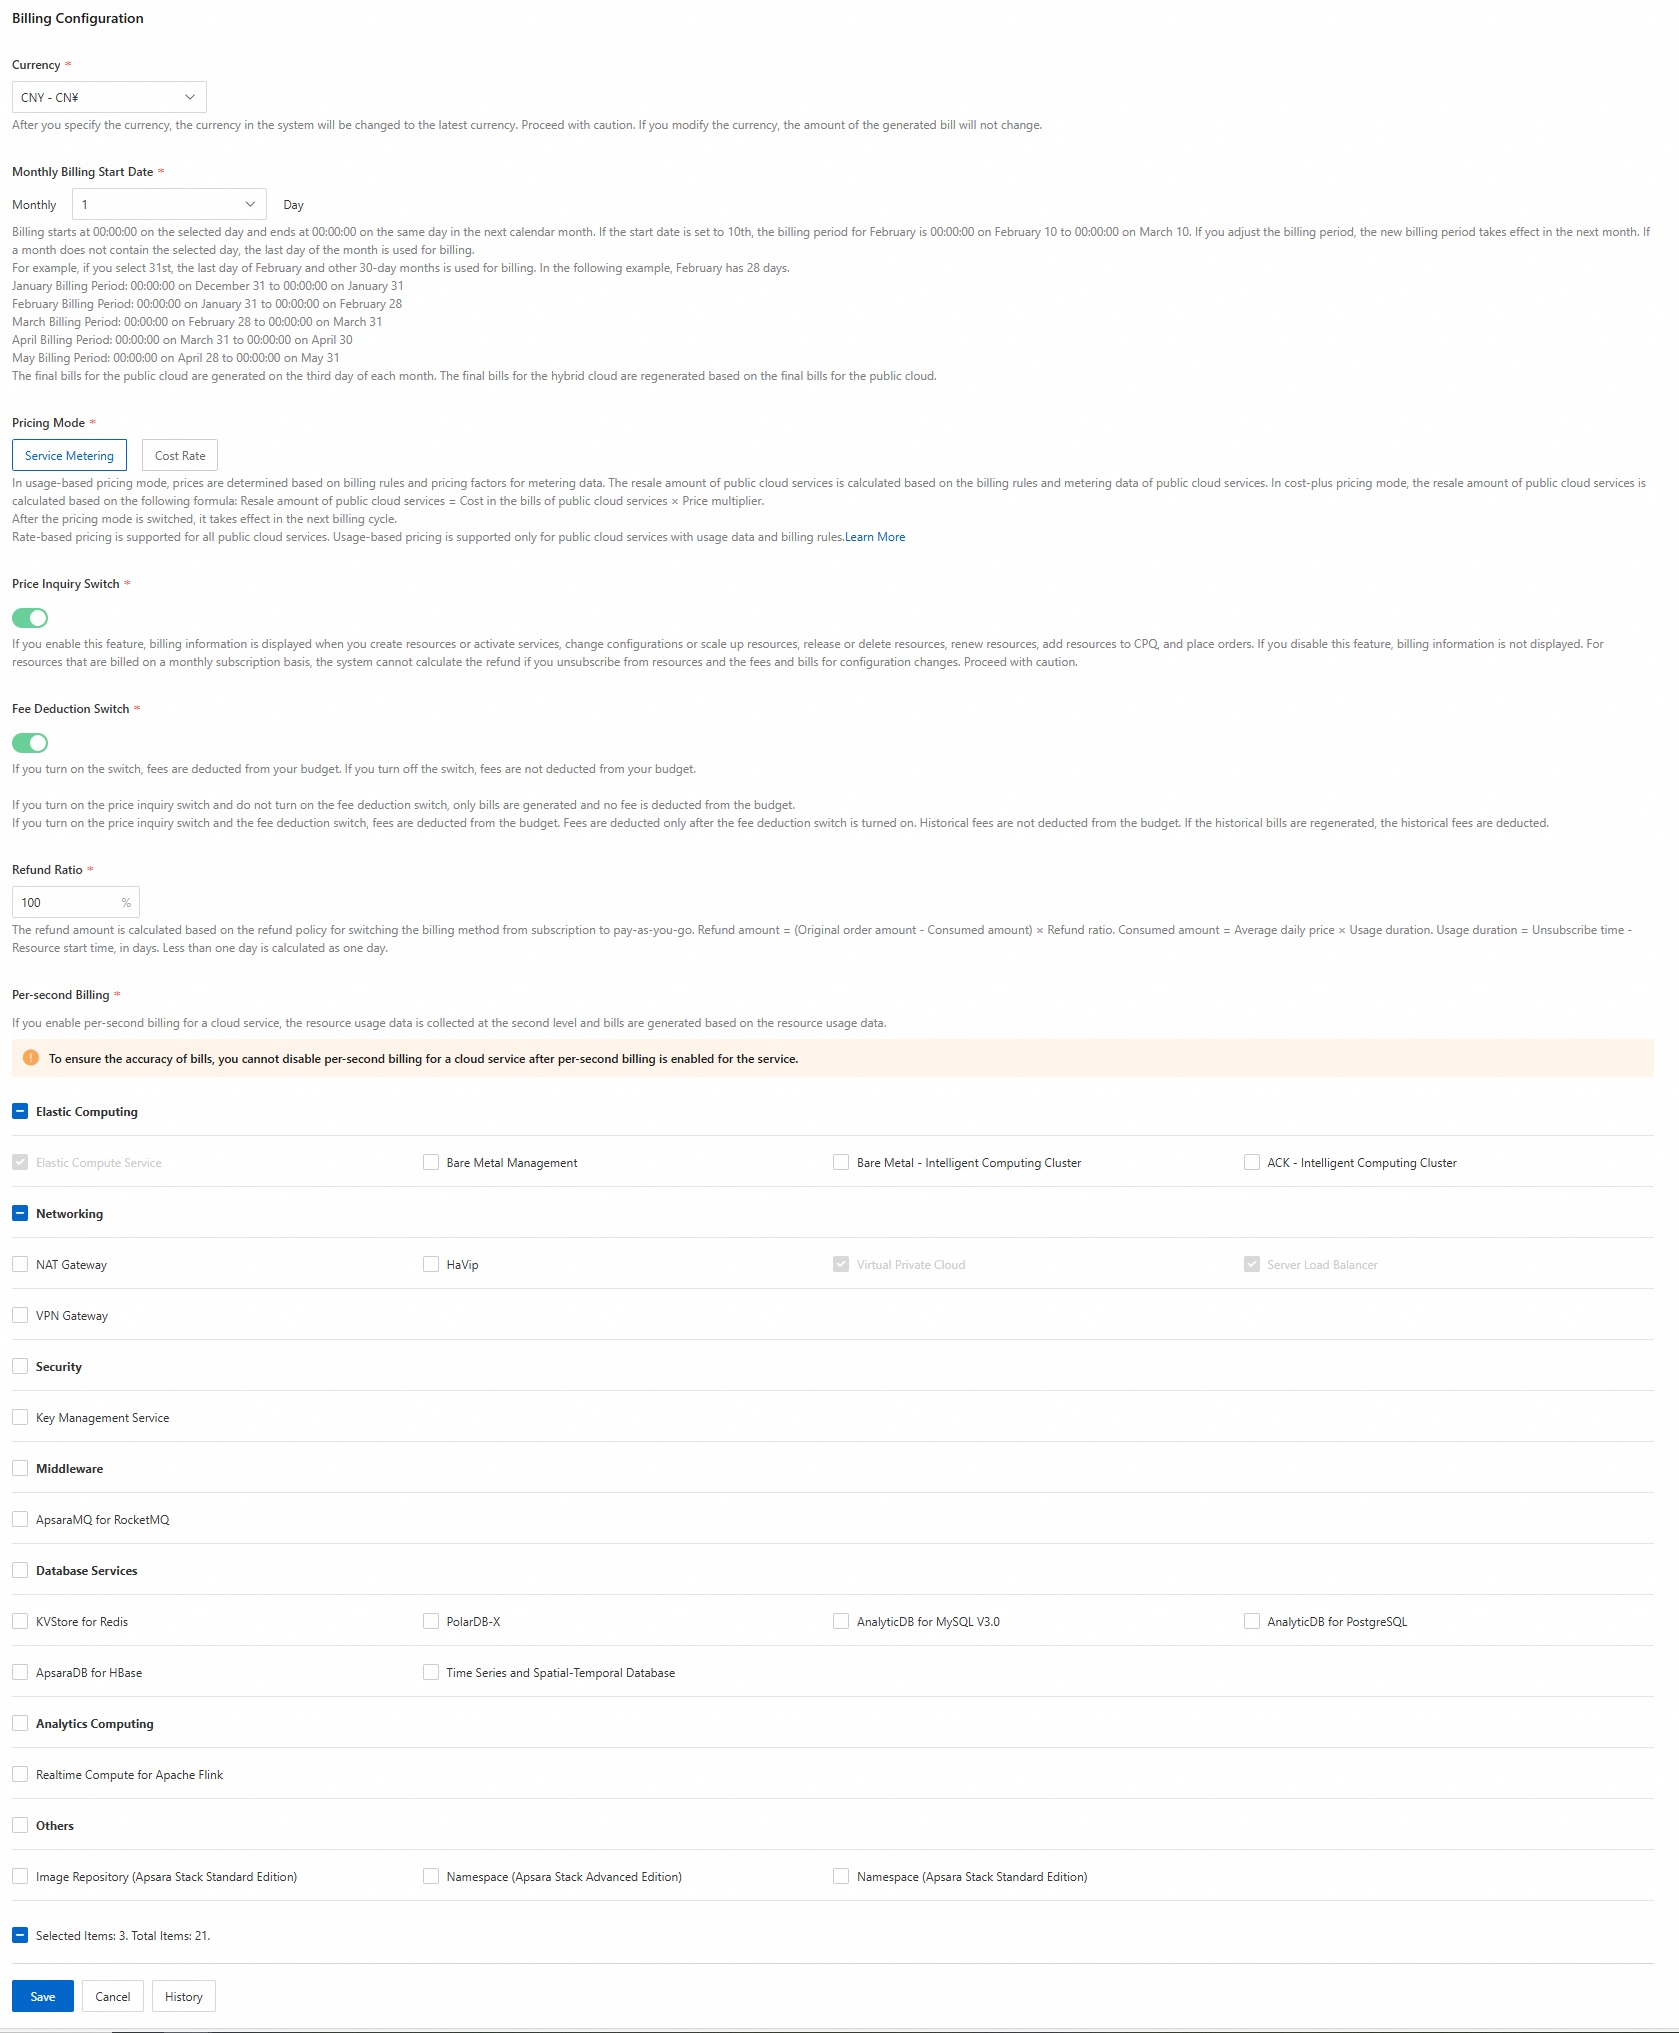 Billing Configuration
Currency *
CNY - CN¥
After you specify the currency, the currency in the system will be changed to the latest currency. Proceed with caution. If you modify the currency, the amount of the generated bill will not change.
Monthly Billing Start Date *
Monthly 1 Day
Billing starts at 00:00:00 on the selected day and ends at 00:00:00 on the same day in the next calendar month. If the start date is set to 10th, the billing period for February is 00:00:00 on February 10 to 00:00:00 on March 10. If you adjust the billing period, the new billing period takes effect in the next month. If
a month does not contain the selected day, the last day of the month is used for billing.
For example, if you select 31st, the last day of February and other 30-day months is used for billing. In the following example, February has 28 days.
January Billing Period: 00:00:00 on December 31 to 00:00:00 on January 31
February Billing Period: 00:00:00 on January 31 to 00:00:00 on February 28
March Billing Period: 00:00:00 on February 28 to 00:00:00 on March 31
April Billing Period: 00:00:00 on March 31 to 00:00:00 on April 30
May Billing Period: 00:00:00 on April 28 to 00:00:00 on May 31
The final bills for the public cloud are generated on the third day of each month. The final bills for the hybrid cloud are regenerated based on the final bills for the public cloud.
Pricing Mode *
Service Metering Cost Rate
In usage-based pricing mode, prices are determined based on billing rules and pricing factors for metering data. The resale amount of public cloud services is calculated based on the billing rules and metering data of public cloud services. In cost-plus pricing mode, the resale amount of public cloud services is
calculated based on the following formula: Resale amount of public cloud services = Cost in the bills of public cloud services × Price multiplier.
After the pricing mode is switched, it takes effect in the next billing cycle.
Rate-based pricing is supported for all public cloud services. Usage-based pricing is supported only for public cloud services with usage data and billing rules.Learn More
Price Inquiry Switch *
If you enable this feature, billing information is displayed when you create resources or activate services, change configurations or scale up resources, release or delete resources, renew resources, add resources to CPQ, and place orders. If you disable this feature, billing information is not displayed. For
resources that are billed on a monthly subscription basis, the system cannot calculate the refund if you unsubscribe from resources and the fees and bills for configuration changes. Proceed with caution.
Fee Deduction Switch *
If you turn on the switch, fees are deducted from your budget. If you turn off the switch, fees are not deducted from your budget.
If you turn on the price inquiry switch and do not turn on the fee deduction switch, only bills are generated and no fee is deducted from the budget.
If you turn on the price inquiry switch and the fee deduction switch, fees are deducted from the budget. Fees are deducted only after the fee deduction switch is turned on. Historical fees are not deducted from the budget. If the historical bills are regenerated, the historical fees are deducted.
Refund Ratio *
100 %
The refund amount is calculated based on the refund policy for switching the billing method from subscription to pay-as-you-go. Refund amount = (Original order amount - Consumed amount) × Refund ratio. Consumed amount = Average daily price × Usage duration. Usage duration = Unsubscribe time -
Resource start time, in days. Less than one day is calculated as one day.
Per-second Billing *
If you enable per-second billing for a cloud service, the resource usage data is collected at the second level and bills are generated based on the resource usage data.
To ensure the accuracy of bills, you cannot disable per-second billing for a cloud service after per-second billing is enabled for the service.
Elastic Computing
Elastic Compute Service Bare Metal Management Bare Metal - Intelligent Computing Cluster ACK - Intelligent Computing Cluster
Networking
NAT Gateway HaVip Virtual Private Cloud Server Load Balancer
VPN Gateway
Security
Key Management Service
Middleware
ApsaraMQ for RocketMQ
Database Services
KVStore for Redis PolarDB-X AnalyticDB for MySQL V3.0 AnalyticDB for PostgreSQL
ApsaraDB for HBase Time Series and Spatial-Temporal Database
Analytics Computing
Realtime Compute for Apache Flink
Others
Image Repository (Apsara Stack Standard Edition) Namespace (Apsara Stack Advanced Edition) Namespace (Apsara Stack Standard Edition)
Selected Items: 3. Total Items: 21.
Save Cancel History